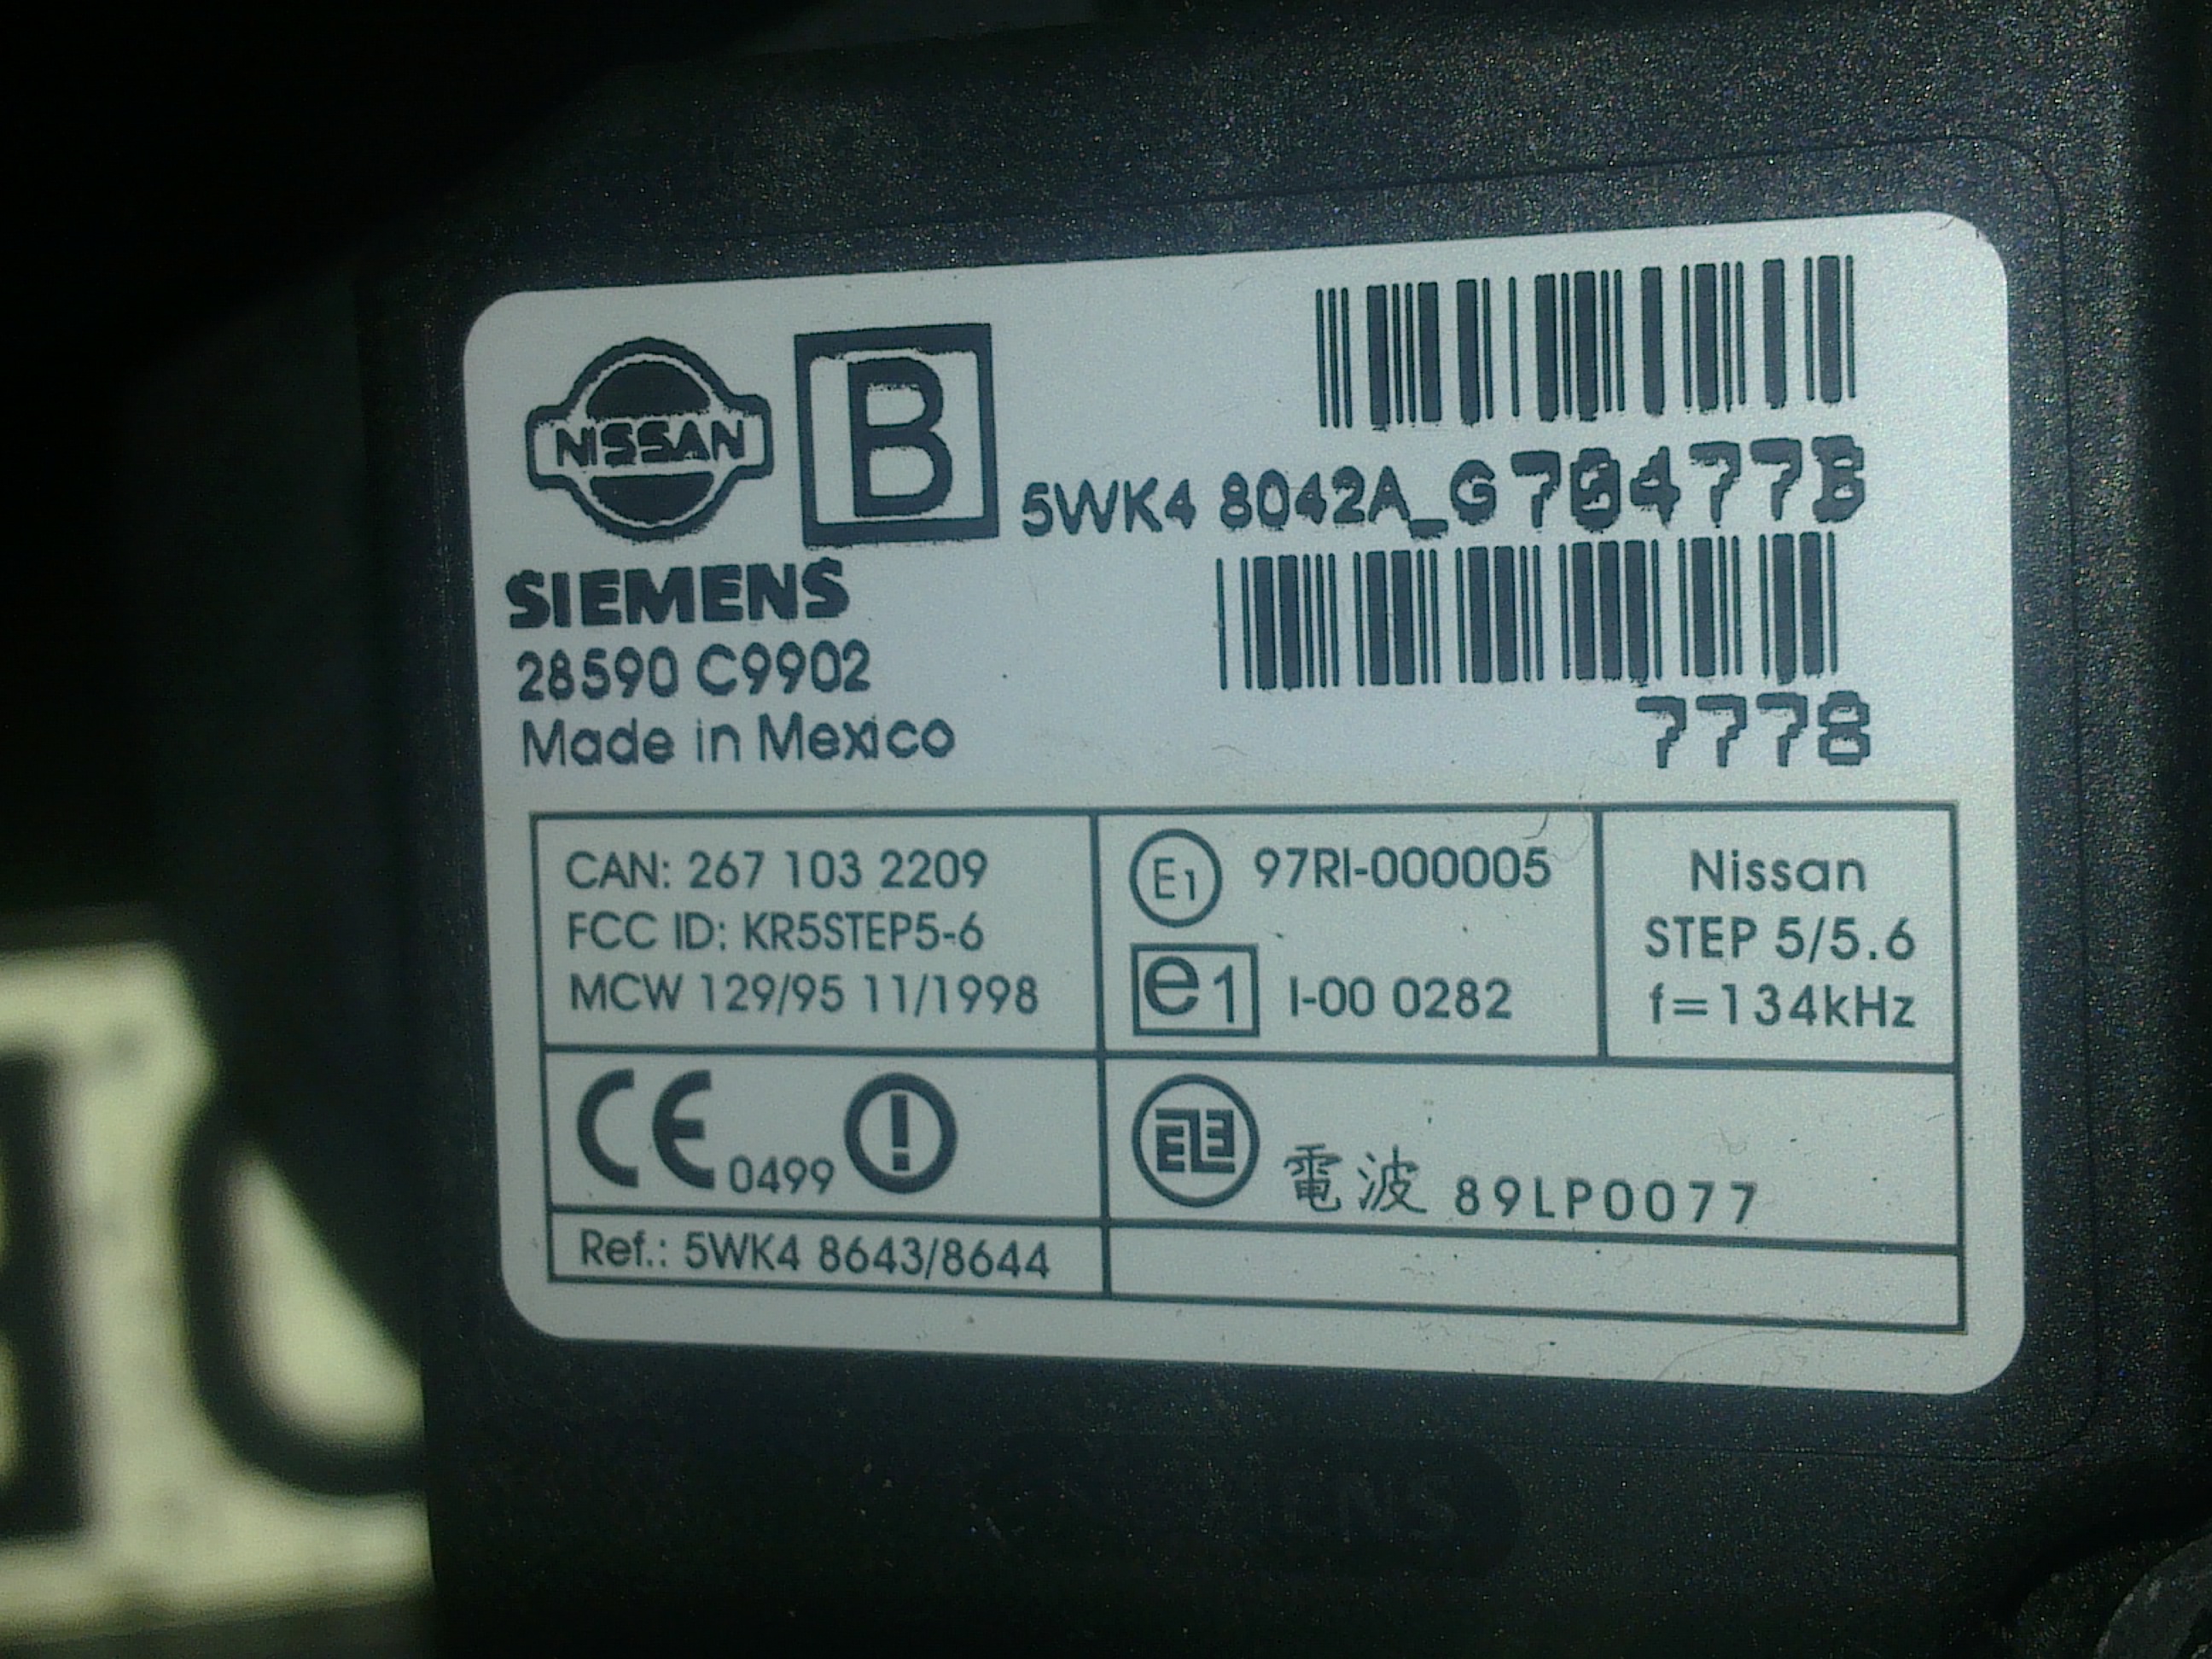 NISSAN
B
5WK4 8042A_G70477B
SIEMENS
28590 C9902
Made in Mexico
7778
CAN: 267 103 2209
FCC ID: KR5STEP5-6
MCW 129/95 11/1998
E1 97RI-000005
e1 I-00 0282
Nissan
STEP 5/5.6
f=134kHz
CE 0499
電波 89LP0077
Ref.: 5WK4 8643/8644
SIEMENS